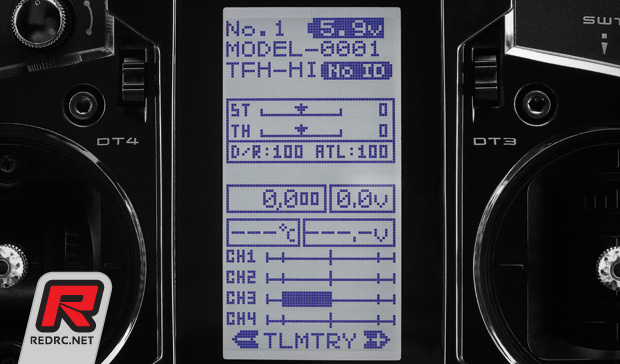 No.1 5.9v
MODEL-0001
TFH-HI No ID
ST 0
TH 0
D/R:100 ATL:100
0,000 0.0v
---°C ---.-V
CH1
CH2
CH3
CH4
TLMTRY
DT4
DT3
R
REDRC.NET